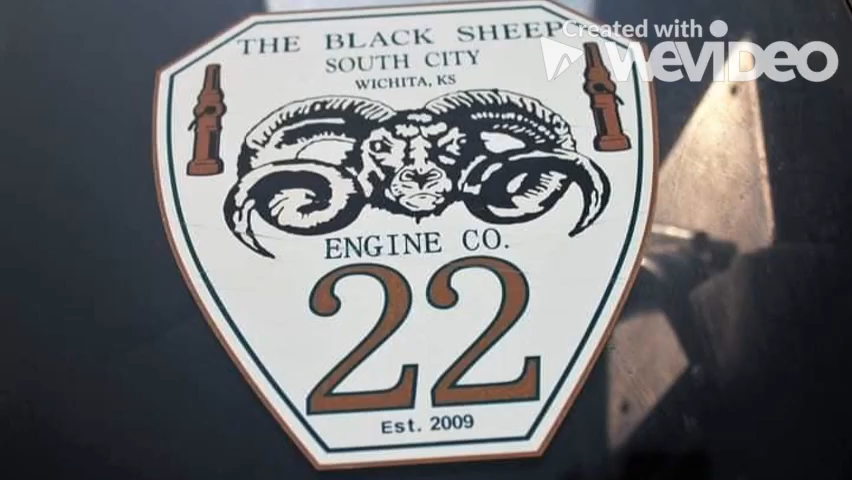 THE BLACK SHEEP
SOUTH CITY
WICHITA, KS
ENGINE CO.
22
Est. 2009
Created with
WeVideo